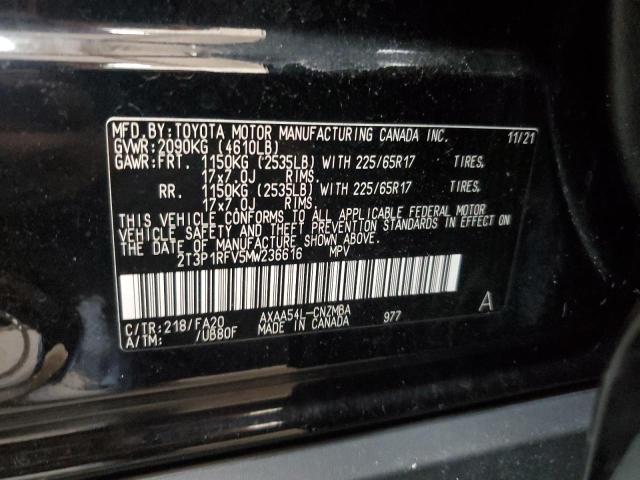 MFD.BY:TOYOTA MOTOR MANUFACTURING CANADA INC. 11/21
GVWR:2090KG (4610LB)
GAWR:FRT. 1150KG (2535LB) WITH 225/65R17 TIRES,
17x7.0J RIMS.
RR. 1150KG (2535LB) WITH 225/65R17 TIRES,
17x7.0J RIMS.
THIS VEHICLE CONFORMS TO ALL APPLICABLE FEDERAL MOTOR
VEHICLE SAFETY AND THEFT PREVENTION STANDARDS IN EFFECT ON
THE DATE OF MANUFACTURE SHOWN ABOVE.
2T3P1RFV5MW236616 MPV
C/TR:218/FA20 AXAA54L-CNZMBA 977 A
A/TM: /UB80F MADE IN CANADA